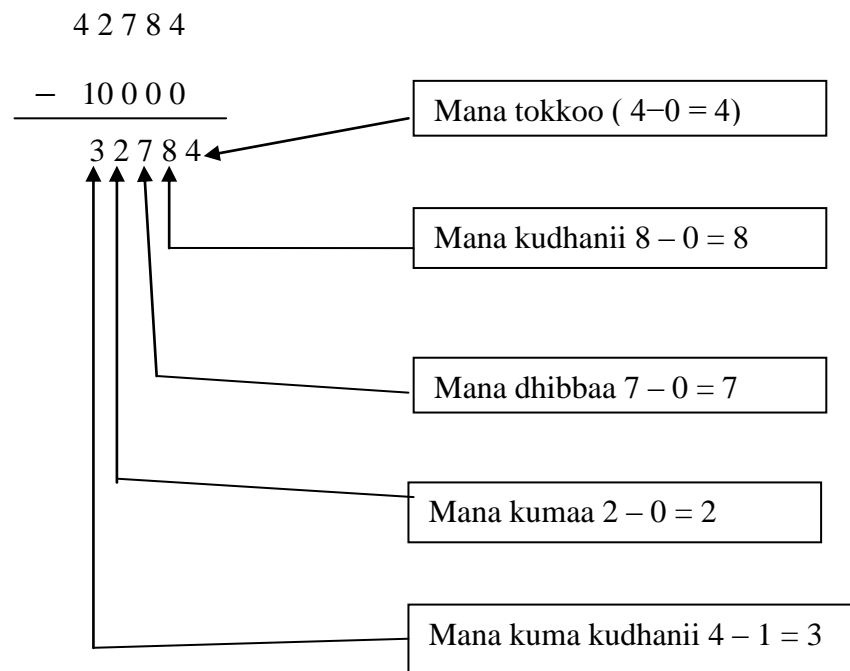 4 2 7 8 4
– 10 0 0 0
3 2 7 8 4
Mana tokkoo ( 4−0 = 4)
Mana kudhanii 8 – 0 = 8
Mana dhibbaa 7 – 0 = 7
Mana kumaa 2 – 0 = 2
Mana kuma kudhanii 4 – 1 = 3